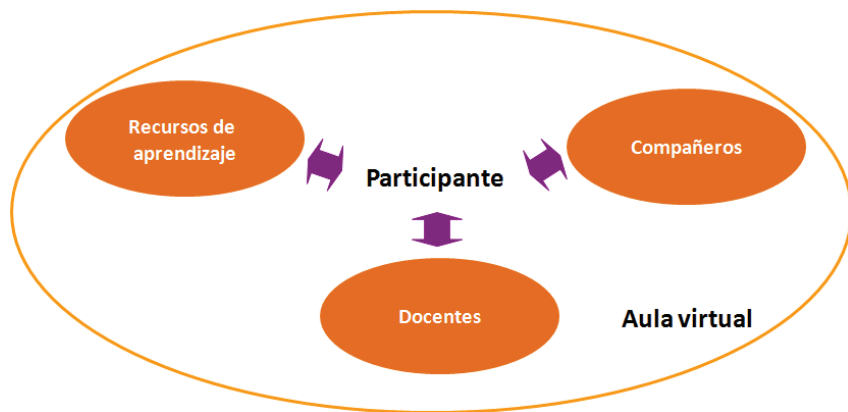 Recursos de
aprendizaje
Compañeros
Participante
Docentes
Aula virtual